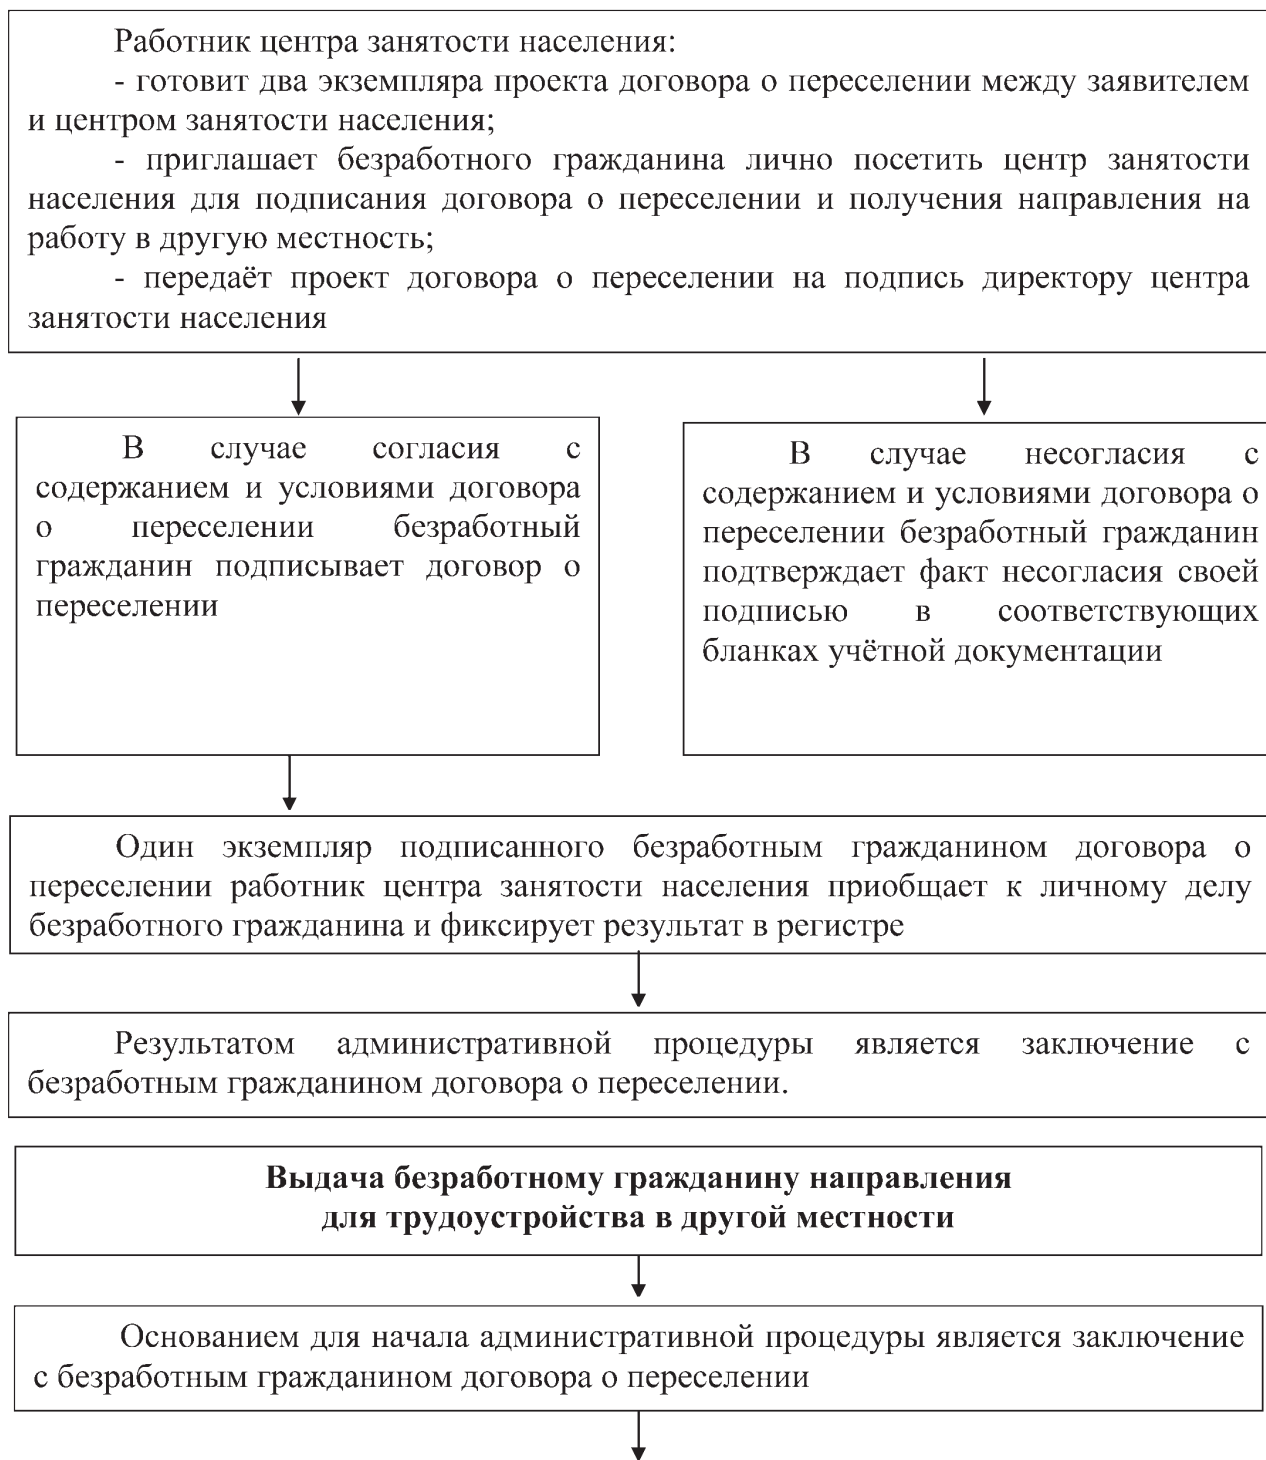 Работник центра занятости населения:
- готовит два экземпляра проекта договора о переселении между заявителем
и центром занятости населения;
- приглашает безработного гражданина лично посетить центр занятости
населения для подписания договора о переселении и получения направления на
работу в другую местность;
- передаёт проект договора о переселении на подпись директору центра
занятости населения
В случае согласия с
содержанием и условиями договора
о переселении безработный
гражданин подписывает договор о
переселении
В случае несогласия с
содержанием и условиями договора о
переселении безработный гражданин
подтверждает факт несогласия своей
подписью в соответствующих
бланках учётной документации
Один экземпляр подписанного безработным гражданином договора о
переселении работник центра занятости населения приобщает к личному делу
безработного гражданина и фиксирует результат в регистре
Результатом административной процедуры является заключение с
безработным гражданином договора о переселении.
Выдача безработному гражданину направления
для трудоустройства в другой местности
Основанием для начала административной процедуры является заключение
с безработным гражданином договора о переселении